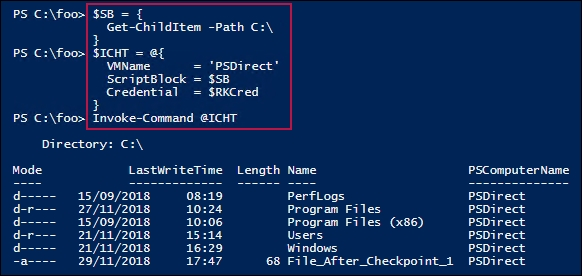 PS C:\foo> $SB = {
Get-ChildItem -Path C:\
}
PS C:\foo> $ICHT = @{
VMName = 'PSDirect'
ScriptBlock = $SB
Credential = $RKCred
}
PS C:\foo> Invoke-Command @ICHT
Directory: C:\
Mode LastWriteTime Length Name PSComputerName
---- ------------- ------ ---- --------------
d----- 15/09/2018 08:19 PerfLogs PSDirect
d-r--- 27/11/2018 10:24 Program Files PSDirect
d----- 15/09/2018 10:06 Program Files (x86) PSDirect
d-r--- 21/11/2018 15:14 Users PSDirect
d----- 21/11/2018 16:29 Windows PSDirect
-a---- 29/11/2018 17:47 68 File_After_Checkpoint_1 PSDirect